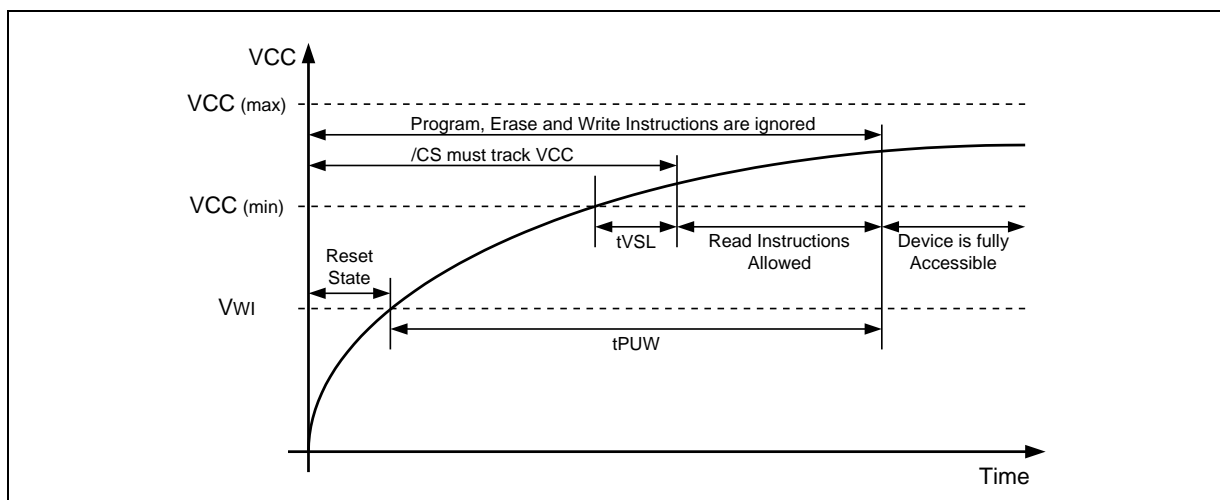 VCC
VCC (max)
Program, Erase and Write Instructions are ignored
/CS must track VCC
VCC (min)
tVSL
Read Instructions
Allowed
Device is fully
Accessible
Reset
State
VWI
tPUW
Time